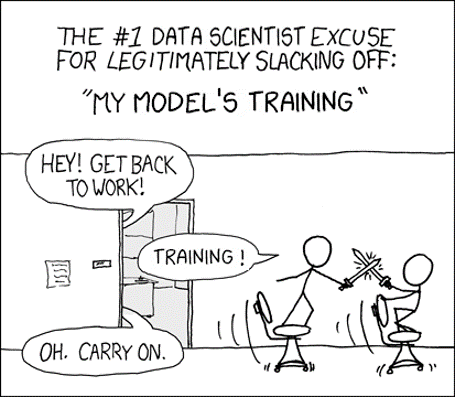 THE #1 DATA SCIENTIST EXCUSE
FOR LEGITIMATELY SLACKING OFF:
"MY MODEL'S TRAINING"
HEY! GET BACK
TO WORK!
TRAINING!
OH. CARRY ON.